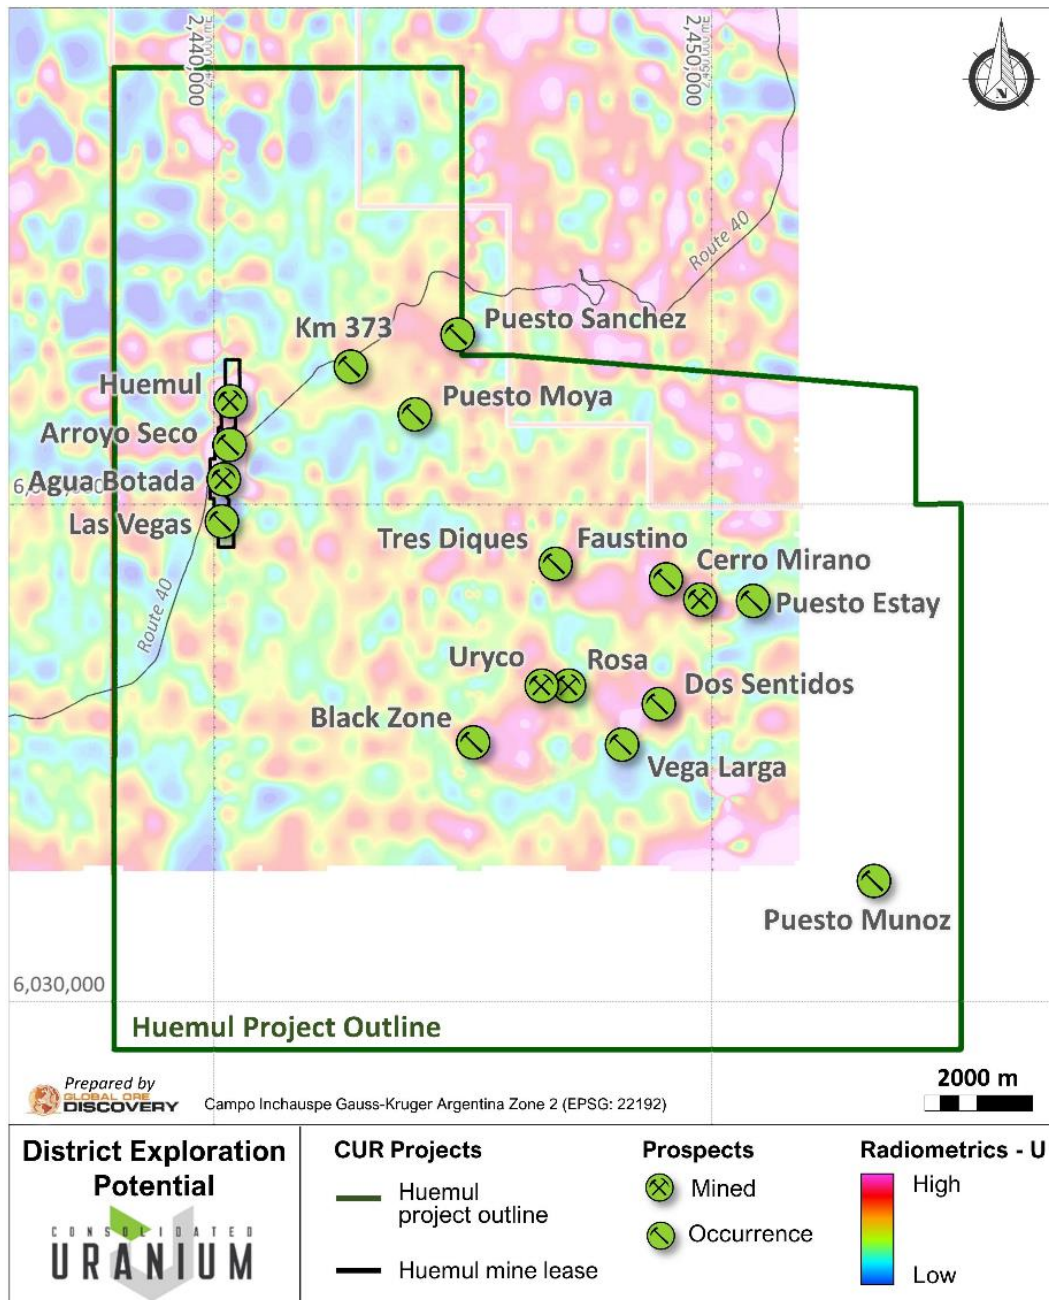 2,440,000
2,450,000
N
Route 40
Puesto Sanchez
Km 373
Huemul
Puesto Moya
Arroyo Seco
Agua Botada
Las Vegas
Tres Diques
Faustino
Cerro Mirano
Puesto Estay
Route 40
Uryco
Rosa
Dos Sentidos
Black Zone
Vega Larga
Puesto Munoz
6,030,000
Huemul Project Outline
Prepared by
GLOBAL ORE
DISCOVERY
Campo Inchauspe Gauss-Kruger Argentina Zone 2 (EPSG: 22192)
2000 m
District Exploration
Potential
CONSOLIDATED
URANIUM
CUR Projects
Huemul
project outline
Huemul mine lease
Prospects
Mined
Occurrence
Radiometrics - U
High
Low